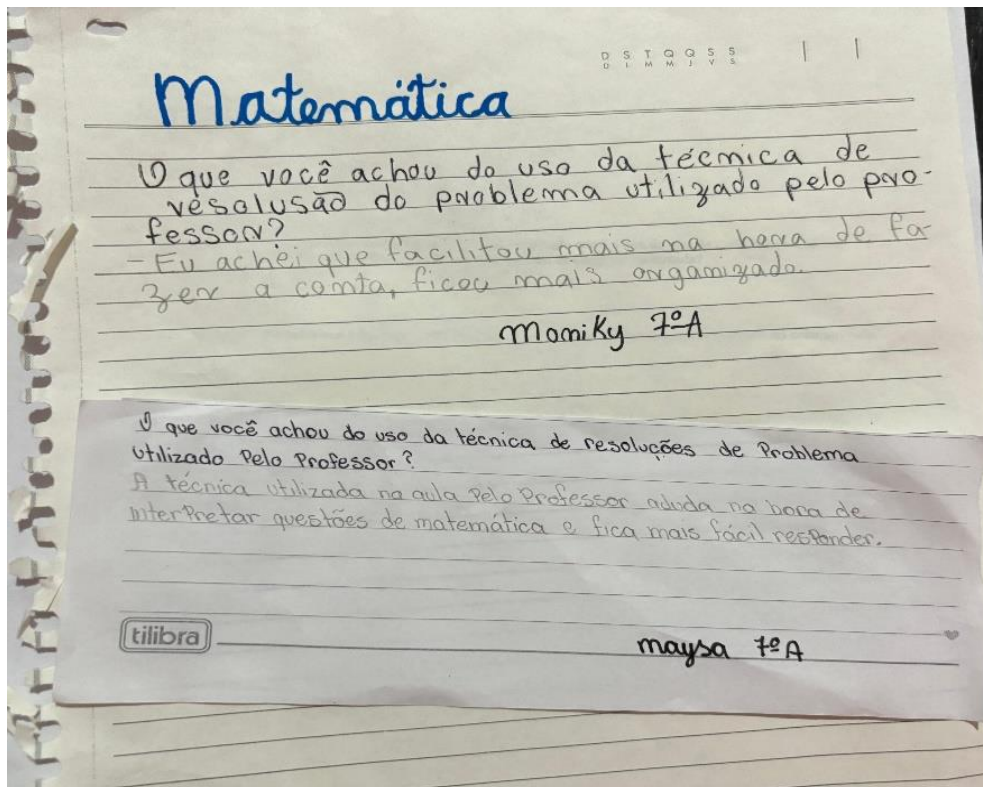 D S T Q Q S S
D L M M J V S
Matemática
O que você achou do uso da técnica de
resolusão do problema utilizado pelo pro-
fessor?
- Eu achei que facilitou mais na hora de fa
zer a conta, ficou mais organizado.
Moniky 7º A
O que você achou do uso da técnica de resoluções de Problema
utilizado Pelo Professor?
A técnica utilizada na aula Pelo Professor ajuda na hora de
interPretar questões de matemática e fica mais fácil resPonder.
tilibra
maysa 7º A